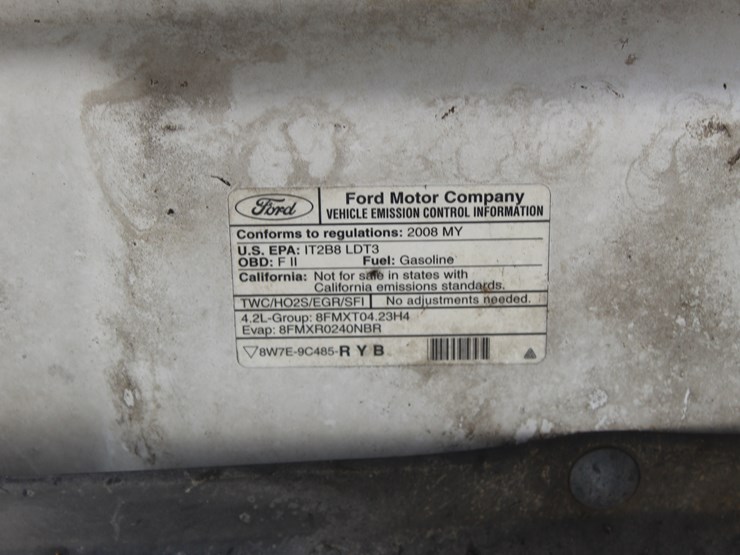 Ford
Ford Motor Company
VEHICLE EMISSION CONTROL INFORMATION
Conforms to regulations: 2008 MY
U.S. EPA: IT2B8 LDT3
OBD: F II Fuel: Gasoline
California: Not for sale in states with
California emissions standards.
TWC/HO2S/EGR/SFI No adjustments needed.
4.2L-Group: 8FMXT04.23H4
Evap: 8FMXR0240NBR
▽8W7E-9C485-R Y B